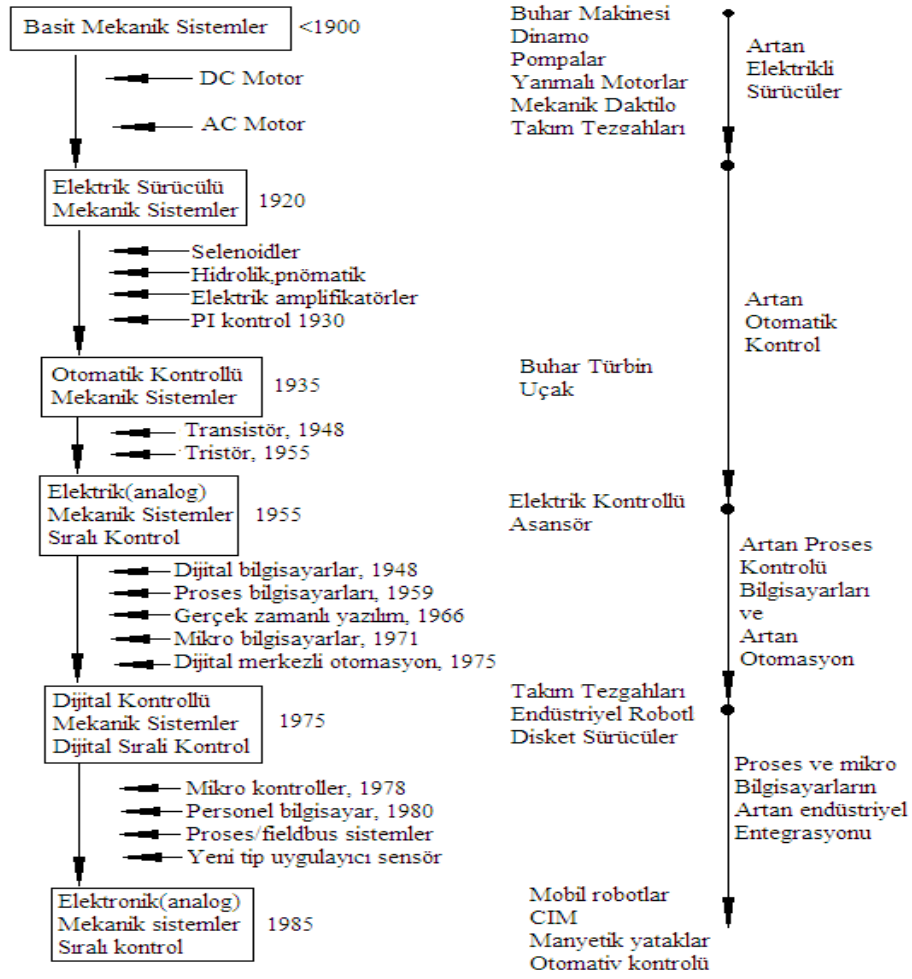 Basit Mekanik Sistemler
<1900
DC Motor
AC Motor
Elektrik Sürücülü
Mekanik Sistemler
1920
Selenoidler
Hidrolik,pnömatik
Elektrik amplifikatörler
PI kontrol 1930
Otomatik Kontrollü
Mekanik Sistemler
1935
Transistör, 1948
Tristör, 1955
Elektrik(analog)
Mekanik Sistemler
Sıralı Kontrol
1955
Dijital bilgisayarlar, 1948
Proses bilgisayarları, 1959
Gerçek zamanlı yazılım, 1966
Mikro bilgisayarlar, 1971
Dijital merkezli otomasyon, 1975
Dijital Kontrollü
Mekanik Sistemler
Dijital Sırali Kontrol
1975
Mikro kontroller, 1978
Personel bilgisayar, 1980
Proses/fieldbus sistemler
Yeni tip uygulayıcı sensör
Elektronik(analog)
Mekanik sistemler
Sıralı kontrol
1985
Buhar Makinesi
Dinamo
Pompalar
Yanmalı Motorlar
Mekanik Daktilo
Takım Tezgahları
Buhar Türbin
Uçak
Elektrik Kontrollü
Asansör
Takım Tezgahları
Endüstriyel Robotl
Disket Sürücüler
Mobil robotlar
CIM
Manyetik yataklar
Otomativ kontrolü
Artan
Elektrikli
Sürücüler
Artan
Otomatik
Kontrol
Artan Proses
Kontrolü
Bilgisayarları
ve
Artan
Otomasyon
Proses ve mikro
Bilgisayarların
Artan endüstriyel
Entegrasyonu